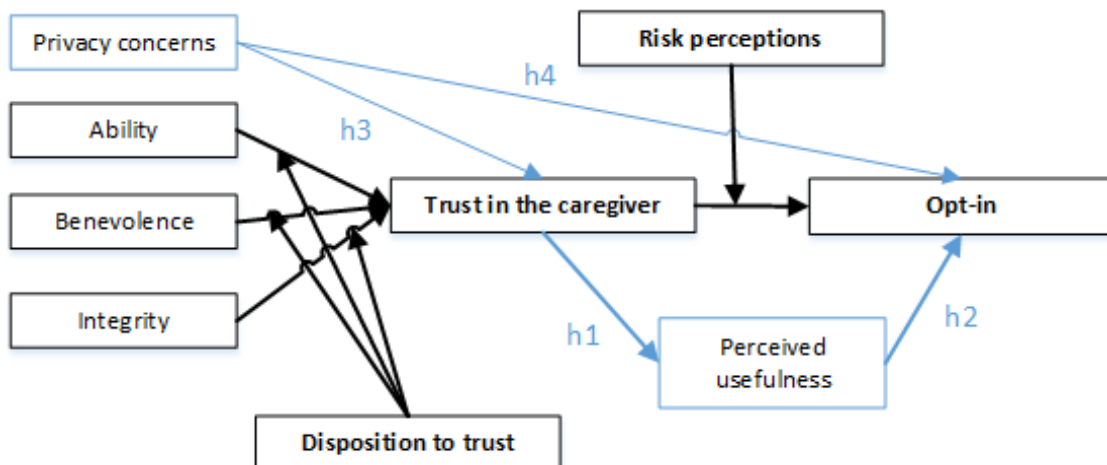 Privacy concerns
Risk perceptions
h4
Ability
h3
Benevolence
Trust in the caregiver
Opt-in
Integrity
h1
Perceived
usefulness
h2
Disposition to trust